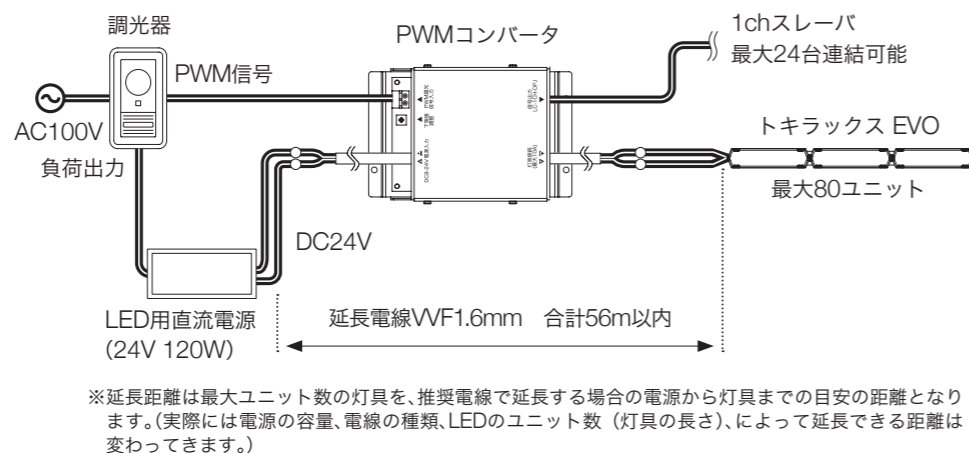 調光器
PWMコンバータ
1chスレーバ
最大24台連結可能
PWM信号
AC100V
負荷出力
トキラックス EVO
最大80ユニット
DC24V
LED用直流電源
(24V 120W)
延長電線VVF1.6mm　合計56m以内
※延長距離は最大ユニット数の灯具を、推奨電線で延長する場合の電源から灯具までの目安の距離となり
ます。(実際には電源の容量、電線の種類、LEDのユニット数（灯具の長さ）、によって延長できる距離は
変わってきます。)